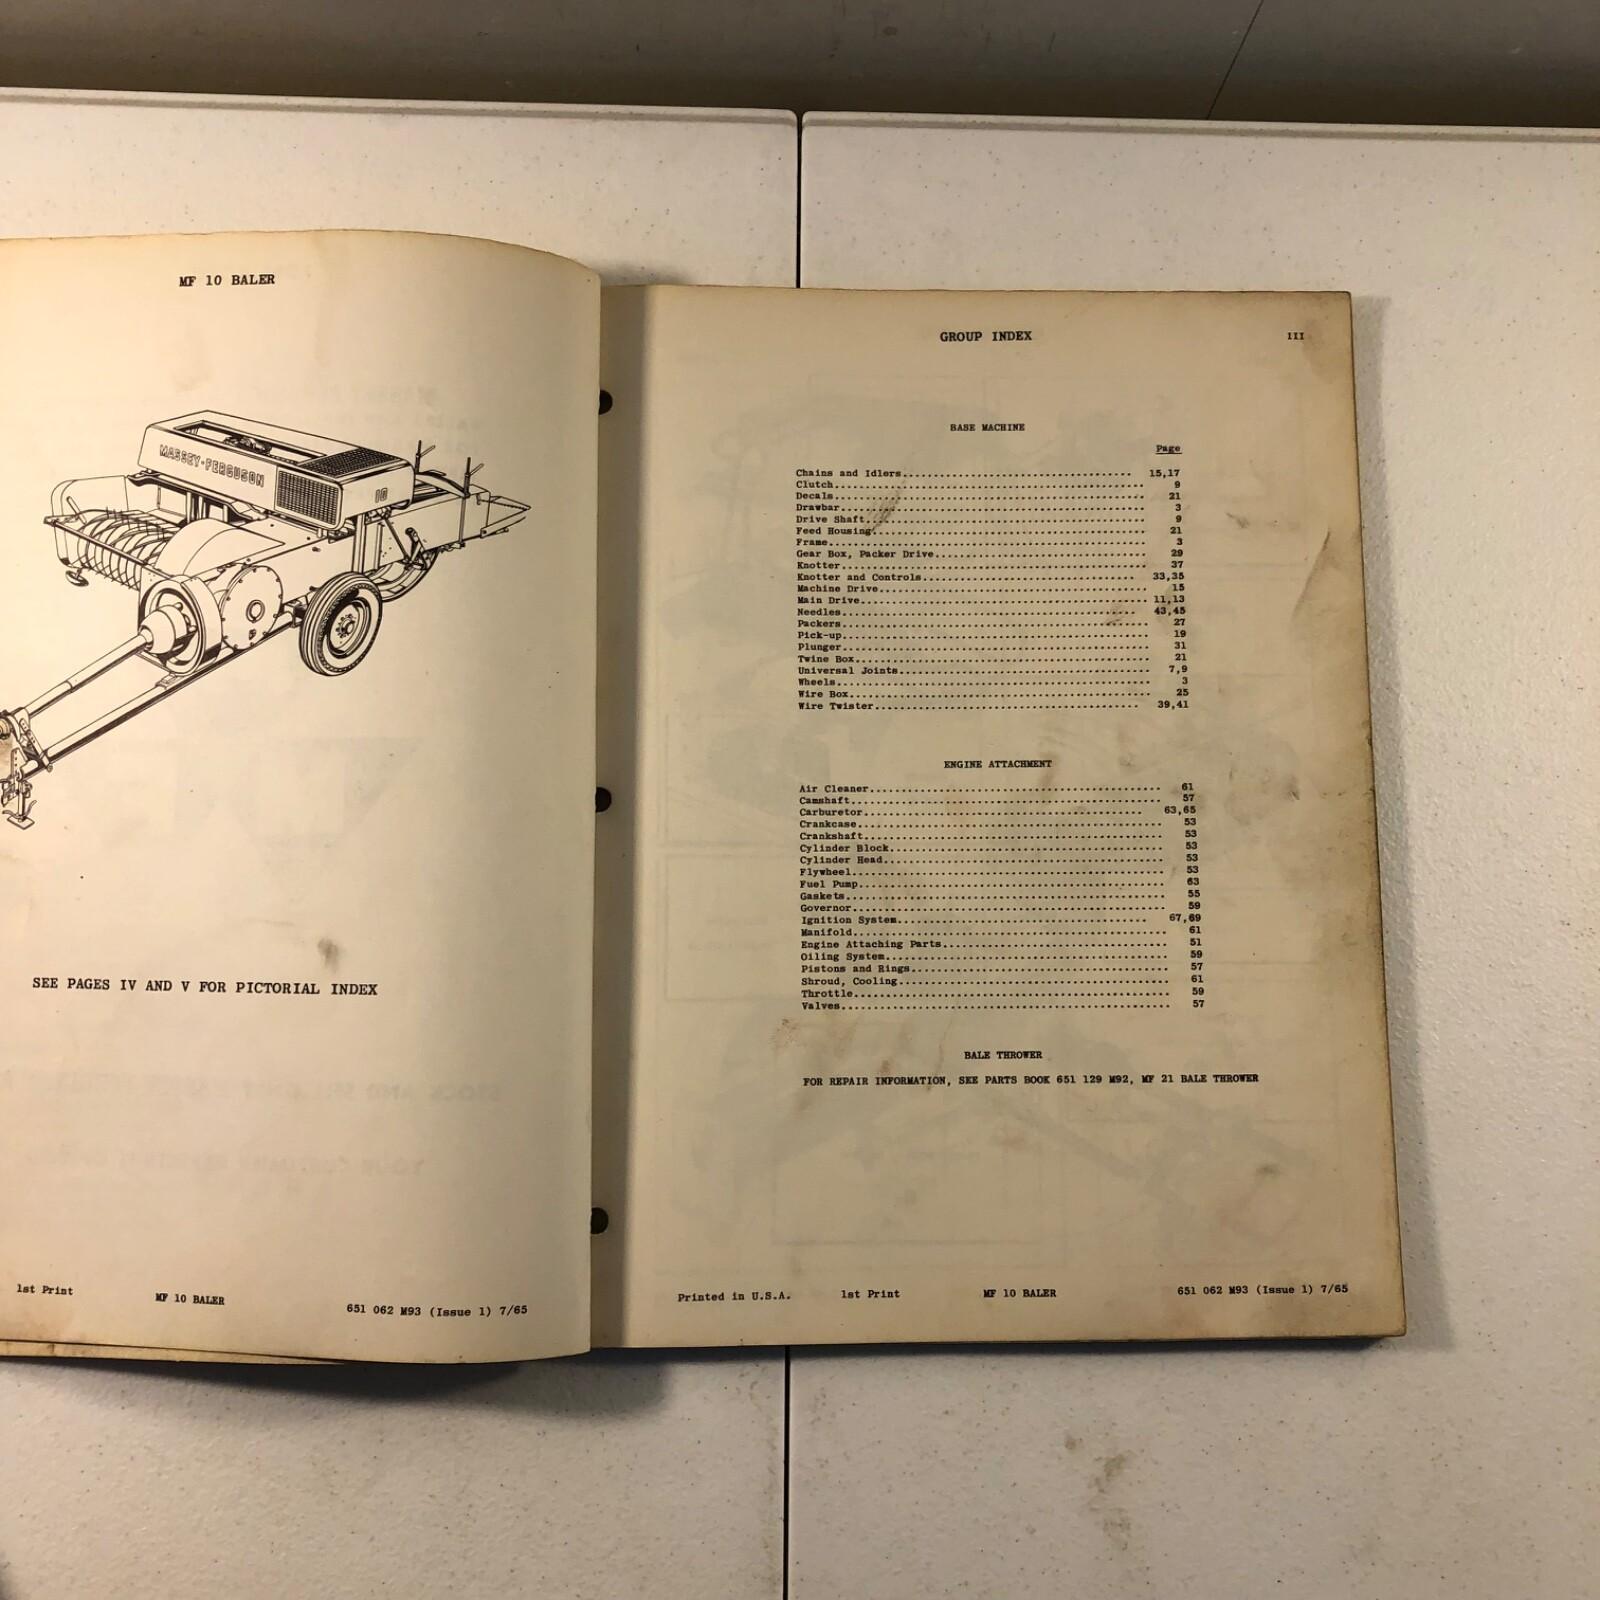 MF 10 BALER
MASSEY-FERGUSON
10
SEE PAGES IV AND V FOR PICTORIAL INDEX
1st Print MF 10 BALER 651 062 M93 (Issue 1) 7/65
GROUP INDEX III
BASE MACHINE
Page
Chains and Idlers 15,17
Clutch 9
Decals 21
Drawbar 3
Drive Shaft 9
Feed Housing 21
Frame 3
Gear Box, Packer Drive 29
Knotter 37
Knotter and Controls 33,35
Machine Drive 15
Main Drive 11,13
Needles 43,45
Packers 27
Pick-up 19
Plunger 31
Twine Box 21
Universal Joints 7,9
Wheels 3
Wire Box 25
Wire Twister 39,41
ENGINE ATTACHMENT
Air Cleaner 61
Camshaft 57
Carburetor 63,65
Crankcase 53
Crankshaft 53
Cylinder Block 53
Cylinder Head 53
Flywheel 53
Fuel Pump 63
Gaskets 55
Governor 59
Ignition System 67,69
Manifold 61
Engine Attaching Parts 51
Oiling System 59
Pistons and Rings 57
Shroud, Cooling 61
Throttle 59
Valves 57
BALE THROWER
FOR REPAIR INFORMATION, SEE PARTS BOOK 651 129 M92, MF 21 BALE THROWER
Printed in U.S.A. 1st Print MF 10 BALER 651 062 M93 (Issue 1) 7/65